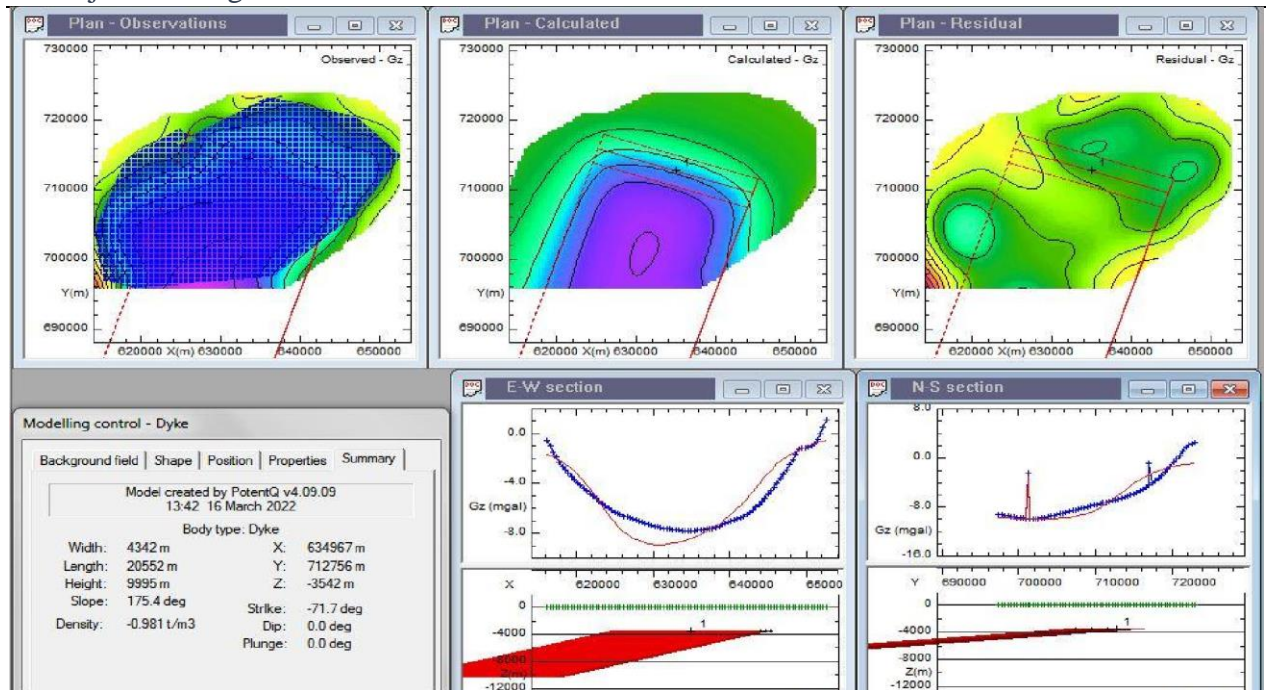 Plan - Observations
730000
Observed - Gz
720000
710000
700000
Y(m)
690000
620000 X(m) 630000 640000 650000
Plan - Calculated
730000
Calculated - Gz
720000
710000
700000
Y(m)
690000
620000 X(m) 630000 640000 650000
Plan - Residual
730000
Residual - Gz
720000
1
710000
700000
Y(m)
690000
620000 X(m) 630000 640000 650000
Modelling control - Dyke
Background field Shape Position Properties Summary
Model created by PotentQ v4.09.09
13:42 16 March 2022
Body type: Dyke
Width: 4342 m X: 634967 m
Length: 20552 m Y: 712756 m
Height: 9995 m Z: -3542 m
Slope: 175.4 deg Strike: -71.7 deg
Density: -0.981 t/m3 Dip: 0.0 deg
Plunge: 0.0 deg
E-W section
0.0
-4.0
Gz (mgal)
-8.0
X 620000 630000 640000 65000
0
1
-4000
-8000
Z(m)
-12000
N-S section
8.0
0.0
-8.0
Gz (mgal)
-16.0
Y 690000 700000 710000 720000
0
1
-4000
-8000
Z(m)
-12000